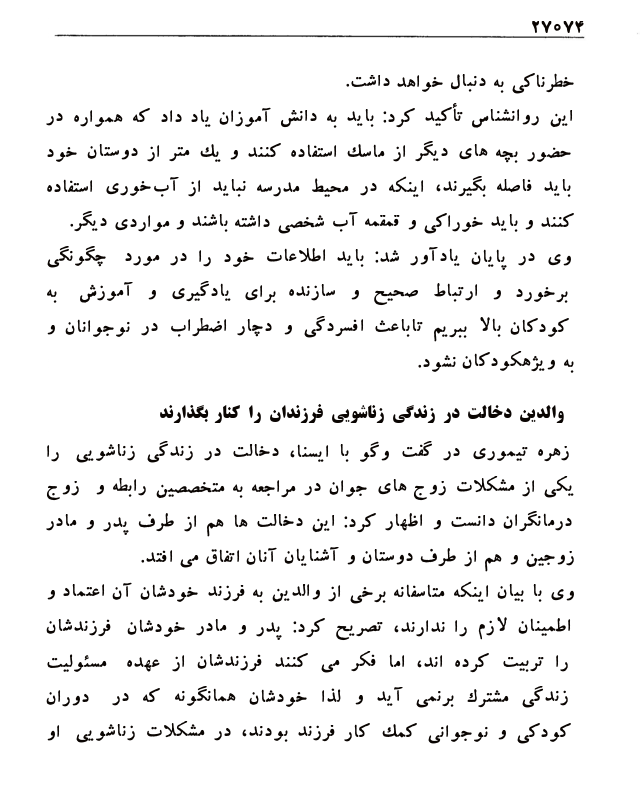 ۲۷۰۷۴
خطرناکی به دنبال خواهد داشت.
این روانشناس تأکید کرد: باید به دانش آموزان یاد داد که همواره در
حضور بچه های دیگر از ماسك استفاده کنند و یك متر از دوستان خود
باید فاصله بگیرند، اینکه در محیط مدرسه نباید از آب‌خوری استفاده
کنند و باید خوراکی و قمقمه آب شخصی داشته باشند و مواردی دیگر.
وی در پایان یادآور شد: باید اطلاعات خود را در مورد چگونگی
برخورد و ارتباط صحیح و سازنده برای یادگیری و آموزش به
کودکان بالا ببریم تاباعث افسردگی و دچار اضطراب در نوجوانان و
به ویژهکودکان نشود.
والدین دخالت در زندگی زناشویی فرزندان را کنار بگذارند
زهره تیموری در گفت وگو با ایسنا، دخالت در زندگی زناشویی را
یکی از مشکلات زوج های جوان در مراجعه به متخصصین رابطه و زوج
درمانگران دانست و اظهار کرد: این دخالت ها هم از طرف پدر و مادر
زوجین و هم از طرف دوستان و آشنایان آنان اتفاق می افتد.
وی با بیان اینکه متاسفانه برخی از والدین به فرزند خودشان آن اعتماد و
اطمینان لازم را ندارند، تصریح کرد: پدر و مادر خودشان فرزندشان
را تربیت کرده اند، اما فکر می کنند فرزندشان از عهده مسئولیت
زندگی مشترك برنمی آید و لذا خودشان همانگونه که در دوران
کودکی و نوجوانی کمك کار فرزند بودند، در مشکلات زناشویی او